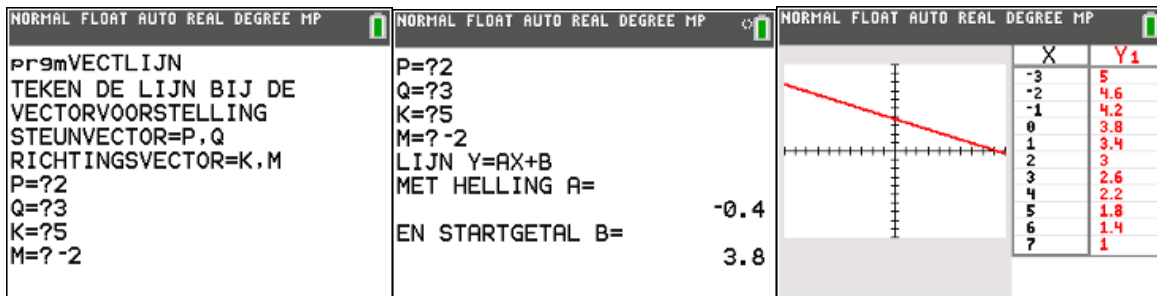 NORMAL FLOAT AUTO REAL DEGREE MP
prgmVECTLIJN
TEKEN DE LIJN BIJ DE
VECTORVOORSTELLING
STEUNVECTOR=P,Q
RICHTINGSVECTOR=K,M
P=?2
Q=?3
K=?5
M=?-2
NORMAL FLOAT AUTO REAL DEGREE MP
P=?2
Q=?3
K=?5
M=?-2
LIJN Y=AX+B
MET HELLING A=
-0.4
EN STARTGETAL B=
3.8
NORMAL FLOAT AUTO REAL DEGREE MP
X Y1
-3 5
-2 4.6
-1 4.2
0 3.8
1 3.4
2 3
3 2.6
4 2.2
5 1.8
6 1.4
7 1